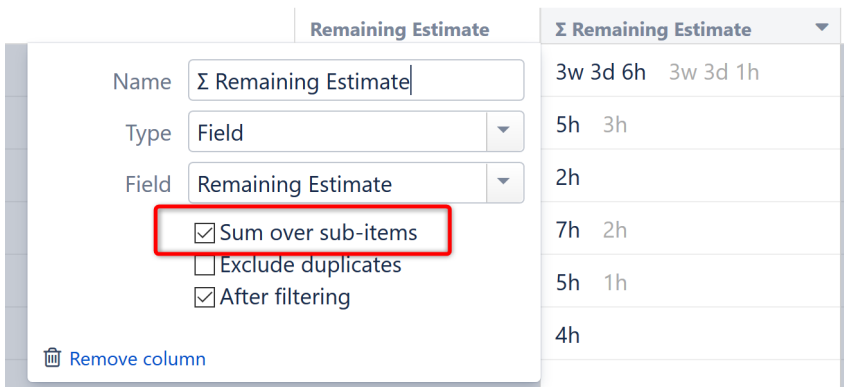 Remaining Estimate Σ Remaining Estimate
Name Σ Remaining Estimate 3w 3d 6h 3w 3d 1h
Type Field 5h 3h
Field Remaining Estimate 2h
Sum over sub-items 7h 2h
Exclude duplicates
After filtering 5h 1h
4h
Remove column